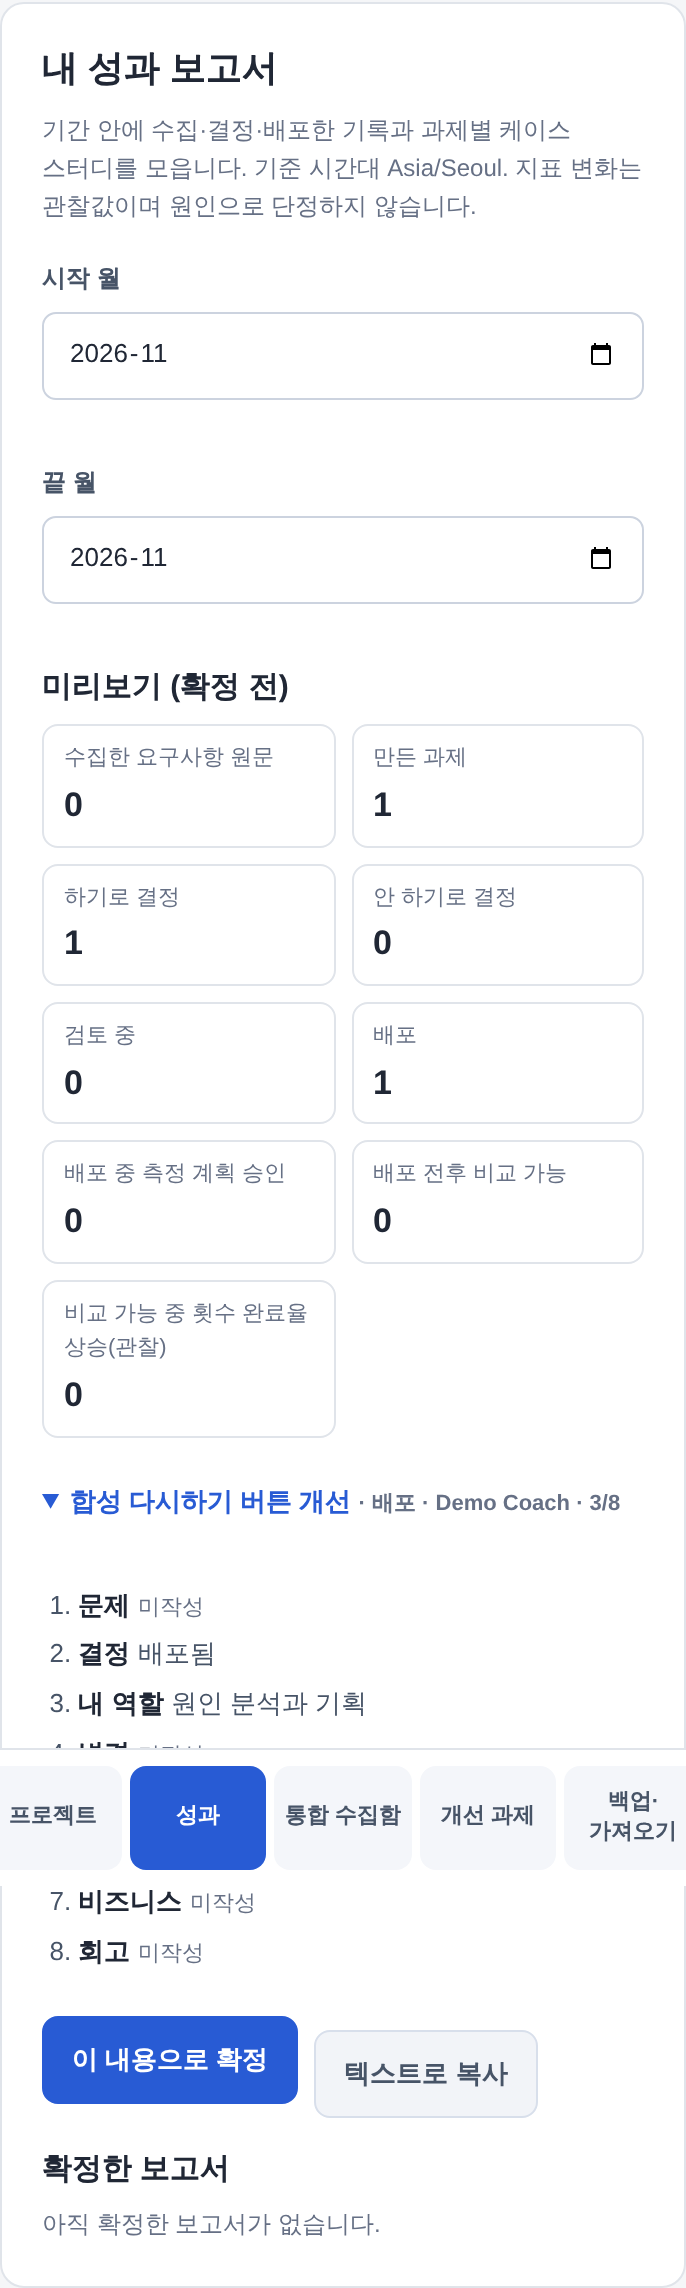 내 성과 보고서
기간 안에 수집·결정·배포한 기록과 과제별 케이스
스터디를 모읍니다. 기준 시간대 Asia/Seoul. 지표 변화는
관찰값이며 원인으로 단정하지 않습니다.
시작 월
2026-11
끝 월
2026-11
미리보기 (확정 전)
수집한 요구사항 원문
0
만든 과제
1
하기로 결정
1
안 하기로 결정
0
검토 중
0
배포
1
배포 중 측정 계획 승인
0
배포 전후 비교 가능
0
비교 가능 중 횟수 완료율
상승(관찰)
0
▼ 합성 다시하기 버튼 개선 · 배포 · Demo Coach · 3/8
1. 문제 미작성
2. 결정 배포됨
3. 내 역할 원인 분석과 기획
프로젝트
성과
통합 수집함
개선 과제
백업·
가져오기
7. 비즈니스 미작성
8. 회고 미작성
이 내용으로 확정
텍스트로 복사
확정한 보고서
아직 확정한 보고서가 없습니다.